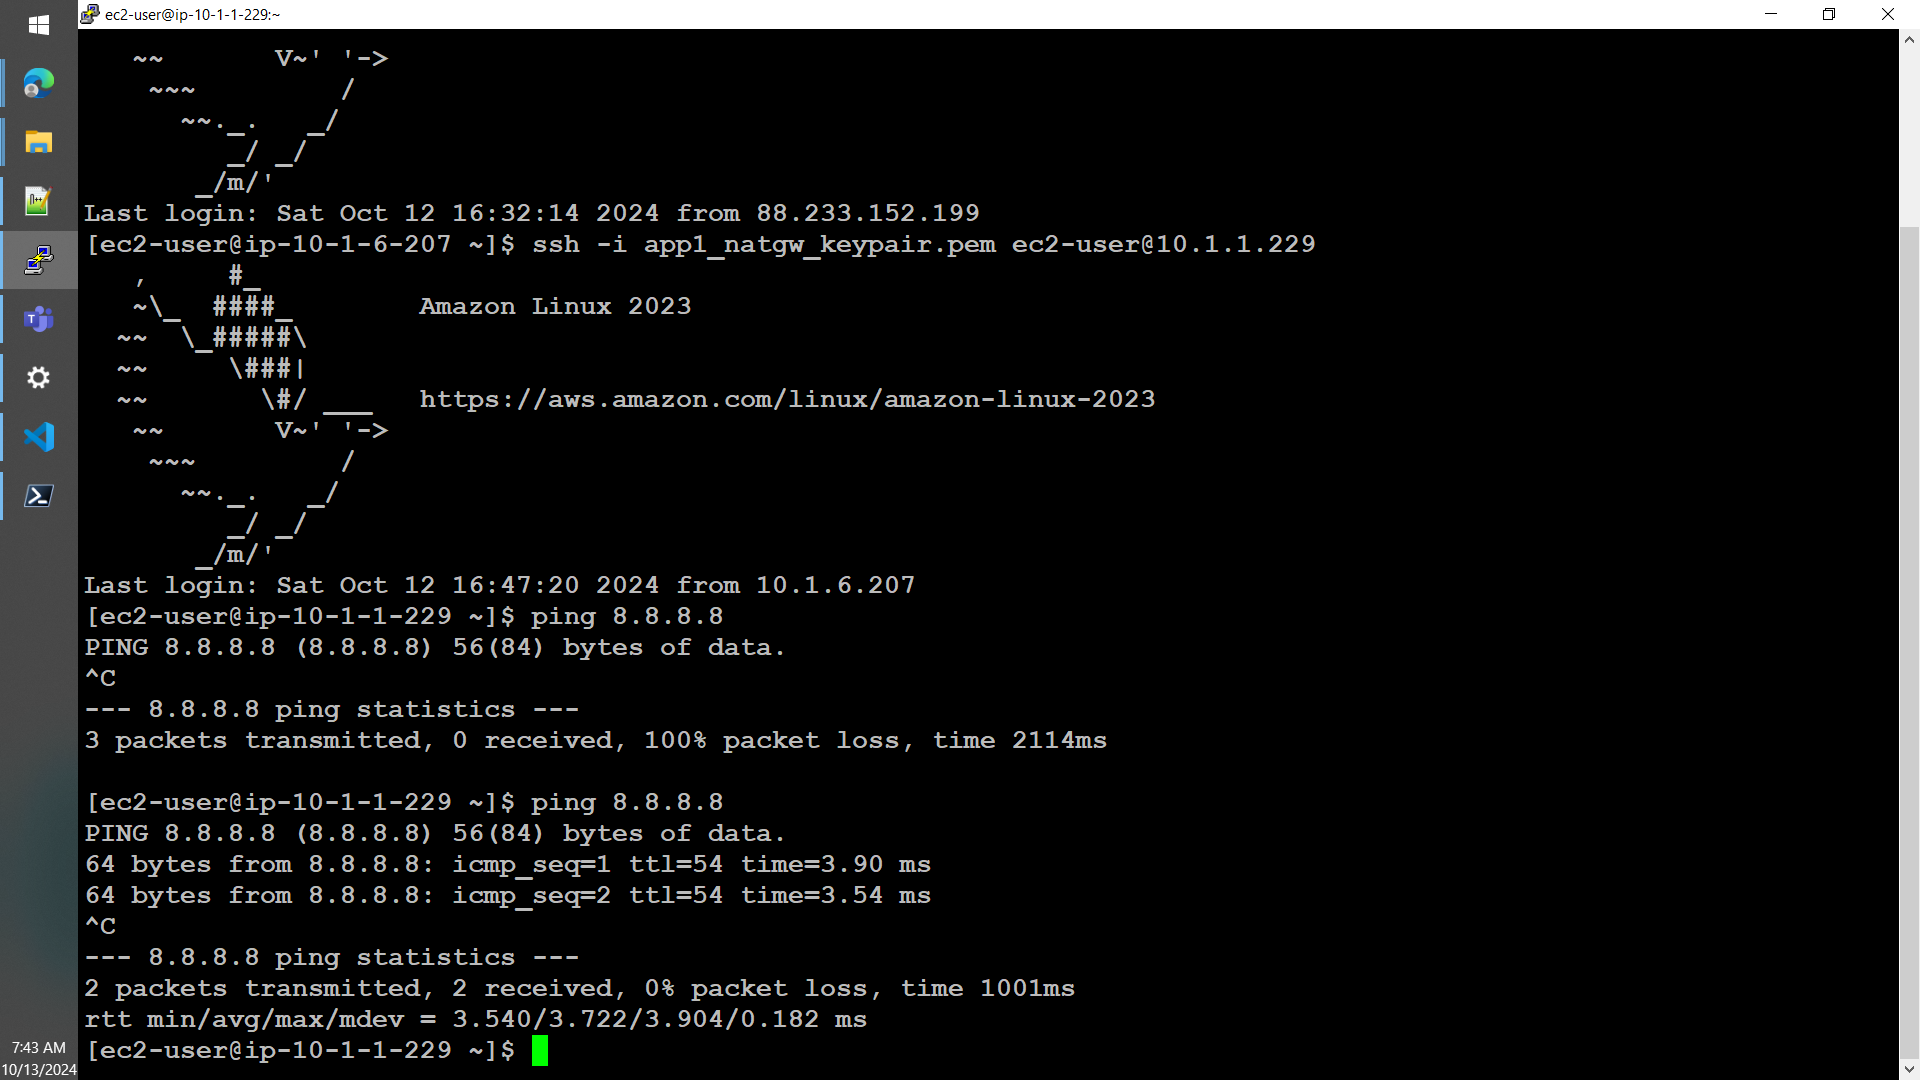 ec2-user@ip-10-1-1-229:~
   ~~       V~' '->
    ~~~         /
      ~~._.   _/
         _/ _/
       _/m/'
Last login: Sat Oct 12 16:32:14 2024 from 88.233.152.199
[ec2-user@ip-10-1-6-207 ~]$ ssh -i app1_natgw_keypair.pem ec2-user@10.1.1.229
   ,     #_
   ~\_  ####_        Amazon Linux 2023
  ~~  \_#####\
  ~~     \###|
  ~~       \#/ ___   https://aws.amazon.com/linux/amazon-linux-2023
   ~~       V~' '->
    ~~~         /
      ~~._.   _/
         _/ _/
       _/m/'
Last login: Sat Oct 12 16:47:20 2024 from 10.1.6.207
[ec2-user@ip-10-1-1-229 ~]$ ping 8.8.8.8
PING 8.8.8.8 (8.8.8.8) 56(84) bytes of data.
^C
--- 8.8.8.8 ping statistics ---
3 packets transmitted, 0 received, 100% packet loss, time 2114ms

[ec2-user@ip-10-1-1-229 ~]$ ping 8.8.8.8
PING 8.8.8.8 (8.8.8.8) 56(84) bytes of data.
64 bytes from 8.8.8.8: icmp_seq=1 ttl=54 time=3.90 ms
64 bytes from 8.8.8.8: icmp_seq=2 ttl=54 time=3.54 ms
^C
--- 8.8.8.8 ping statistics ---
2 packets transmitted, 2 received, 0% packet loss, time 1001ms
rtt min/avg/max/mdev = 3.540/3.722/3.904/0.182 ms
[ec2-user@ip-10-1-1-229 ~]$
7:43 AM
10/13/2024